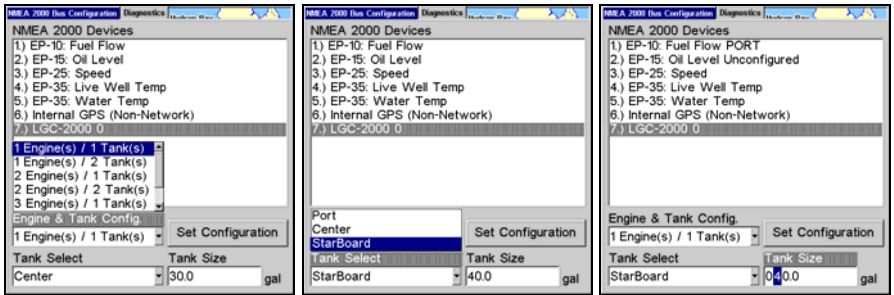 NMEA 2000 Bus Configuration Diagnostics
NMEA 2000 Devices
1.) EP-10: Fuel Flow
2.) EP-15: Oil Level
3.) EP-25: Speed
4.) EP-35: Live Well Temp
5.) EP-35: Water Temp
6.) Internal GPS (Non-Network)
7.) LGC-2000 0
1 Engine(s) / 1 Tank(s)
1 Engine(s) / 2 Tank(s)
2 Engine(s) / 1 Tank(s)
2 Engine(s) / 2 Tank(s)
3 Engine(s) / 1 Tank(s)
Engine & Tank Config.
1 Engine(s) / 1 Tank(s) Set Configuration
Tank Select Tank Size
Center 30.0 gal
NMEA 2000 Bus Configuration Diagnostics
NMEA 2000 Devices
1.) EP-10: Fuel Flow
2.) EP-15: Oil Level
3.) EP-25: Speed
4.) EP-35: Live Well Temp
5.) EP-35: Water Temp
6.) Internal GPS (Non-Network)
7.) LGC-2000 0
Port
Center
StarBoard
Set Configuration
Tank Select Tank Size
StarBoard 40.0 gal
NMEA 2000 Bus Configuration Diagnostics
NMEA 2000 Devices
1.) EP-10: Fuel Flow PORT
2.) EP-15: Oil Level Unconfigured
3.) EP-25: Speed
4.) EP-35: Live Well Temp
5.) EP-35: Water Temp
6.) Internal GPS (Non-Network)
7.) LGC-2000 0
Engine & Tank Config.
1 Engine(s) / 1 Tank(s) Set Configuration
Tank Select Tank Size
StarBoard 040.0 gal